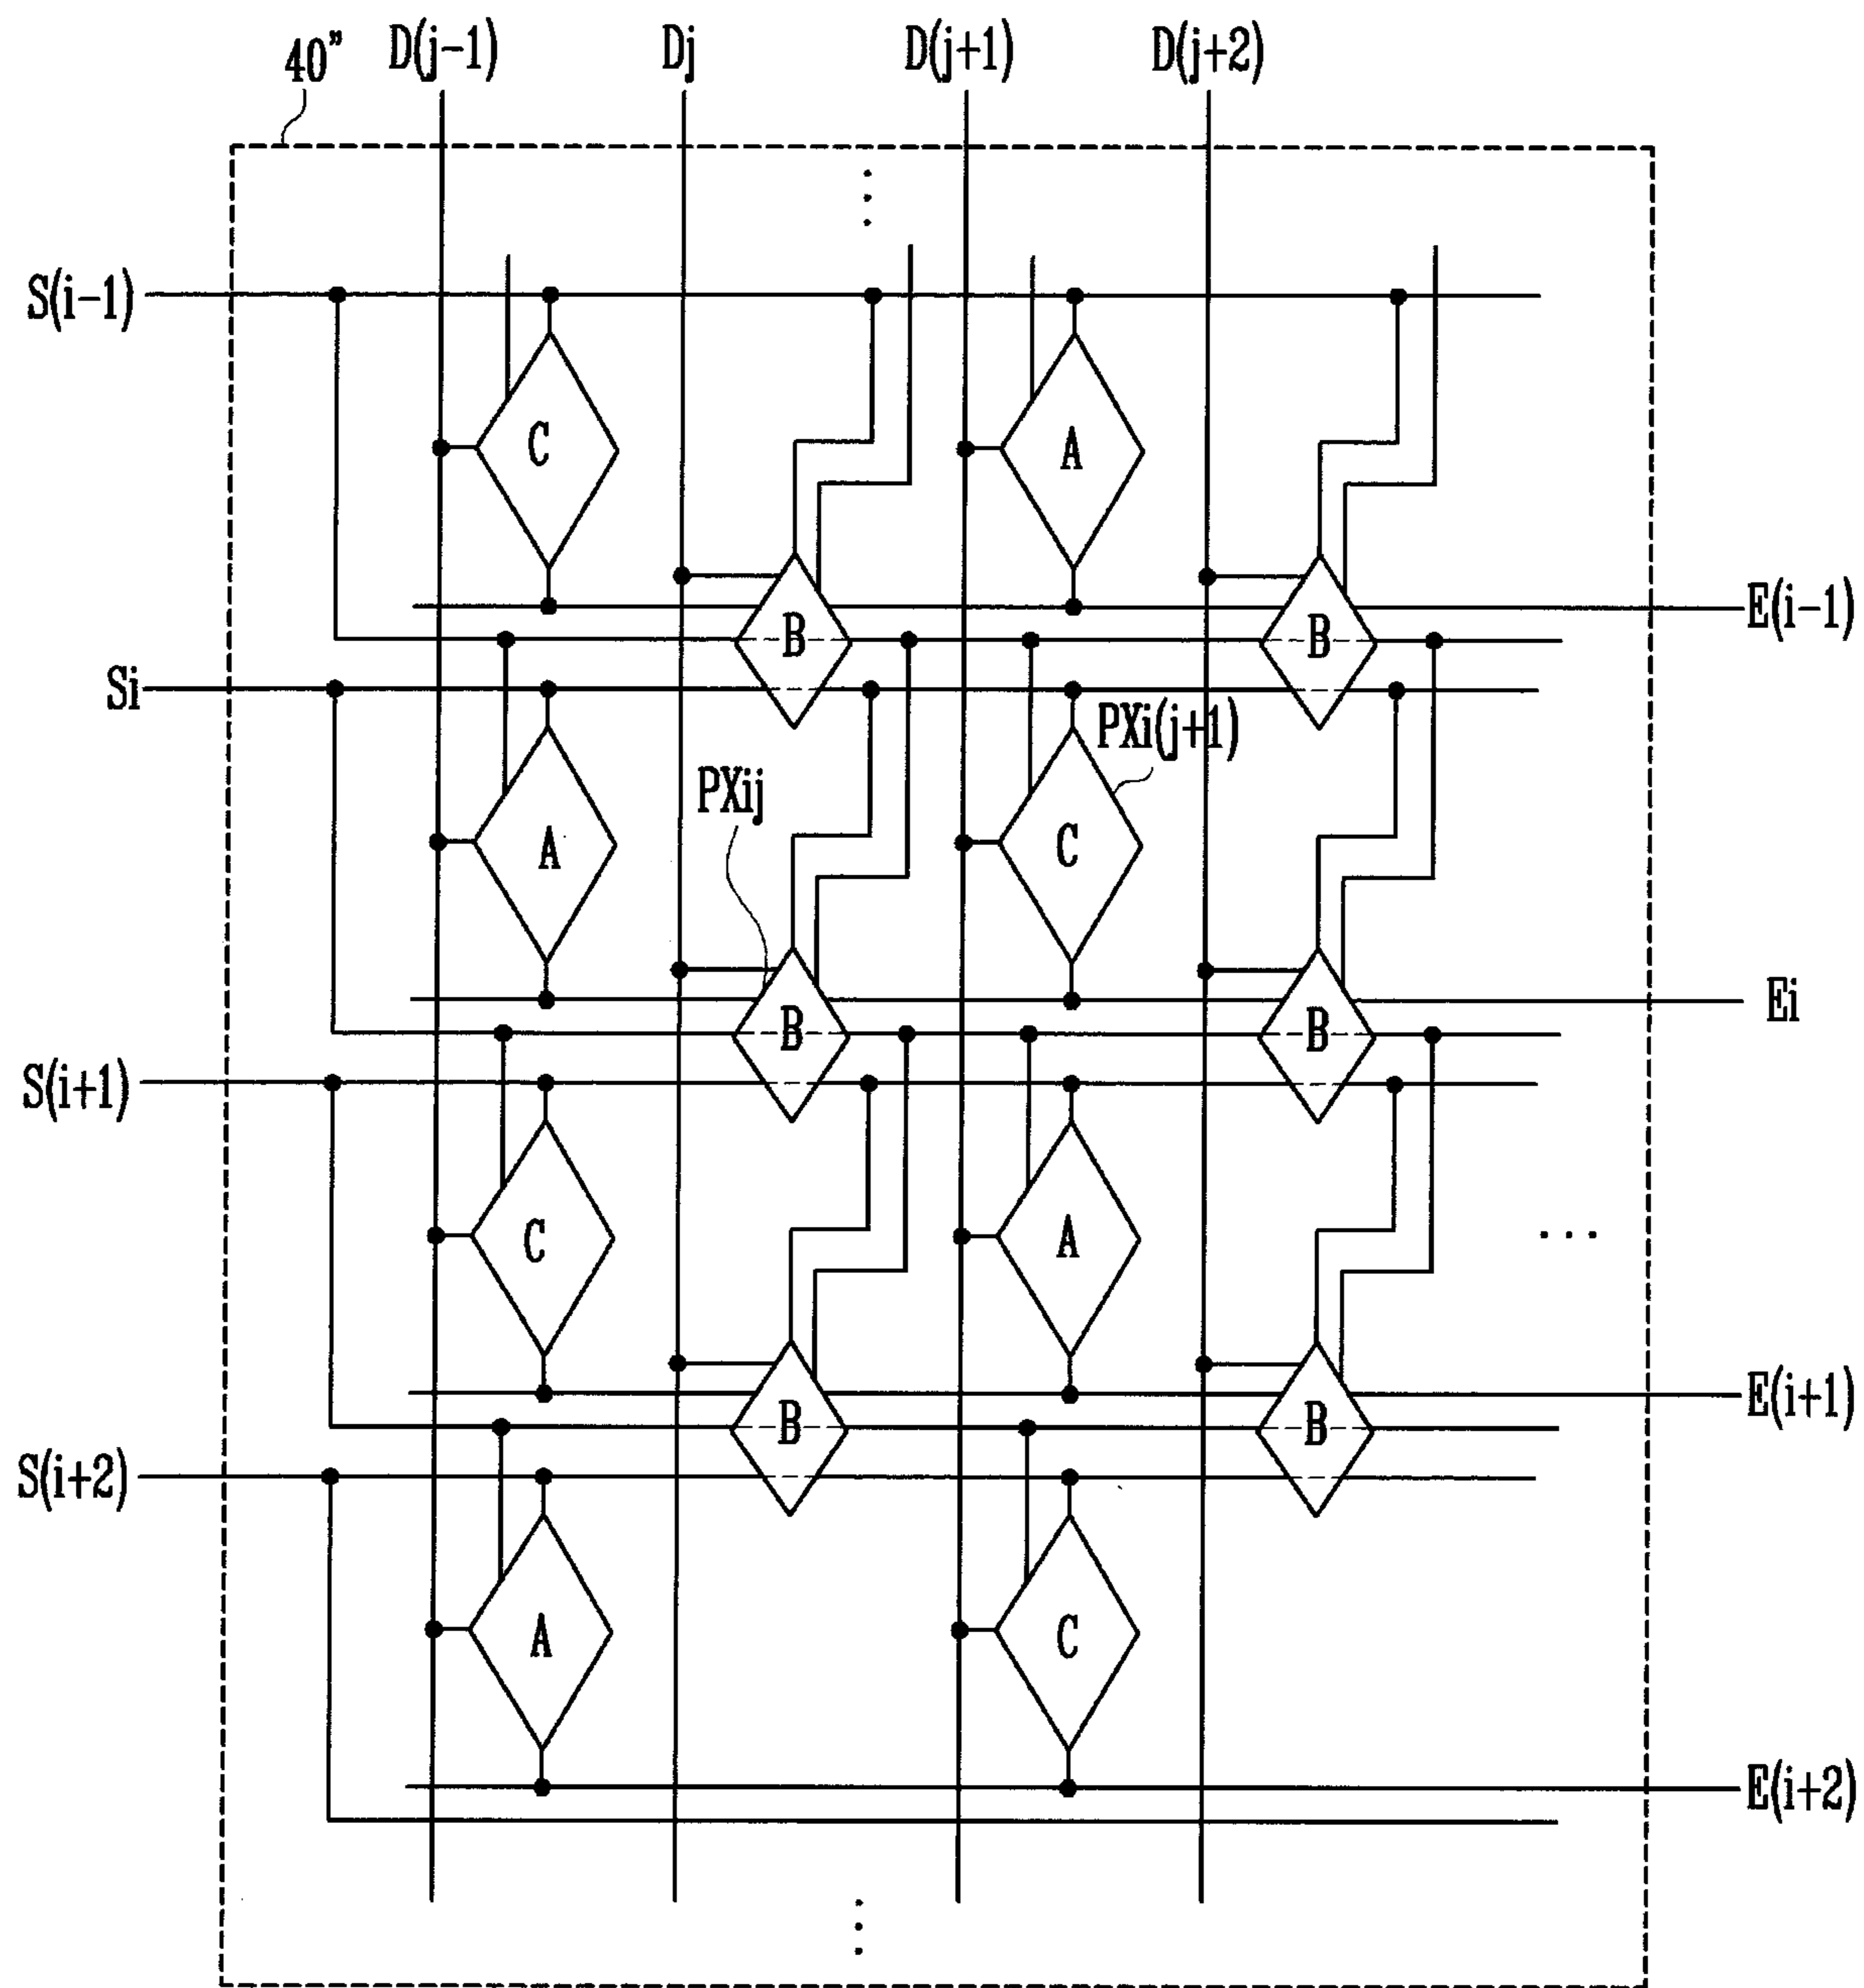 40” D(j-1) Dj D(j+1) D(j+2)
S(i-1)
C A
B B E(i-1)
Si
PXi(j+1)
PXij
A C
B B Ei
S(i+1)
C A
B B E(i+1)
S(i+2)
A C
E(i+2)